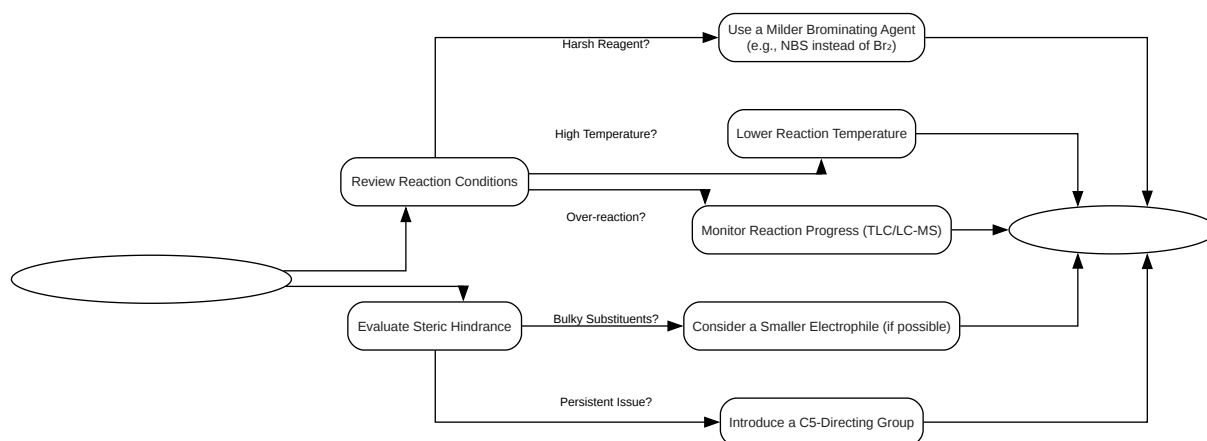 Use a Milder Brominating Agent
(e.g., NBS instead of Br₂)
Harsh Reagent?
High Temperature?
Lower Reaction Temperature
Review Reaction Conditions
Over-reaction?
Monitor Reaction Progress (TLC/LC-MS)
Evaluate Steric Hindrance
Bulky Substituents?
Consider a Smaller Electrophile (if possible)
Persistent Issue?
Introduce a C5-Directing Group